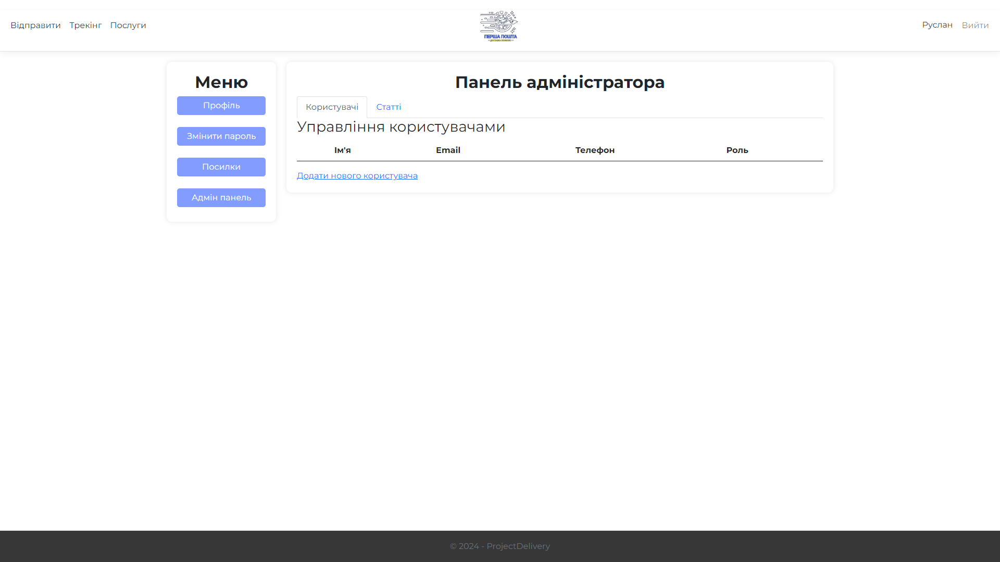 Відправити Трекінг Послуги
ПЕРША ПОШТА
Руслан Вийти
Меню
Профіль
Змінити пароль
Посилки
Адмін панель
Панель адміністратора
Користувачі Статті
Управління користувачами
Ім'я Email Телефон Роль
Додати нового користувача
© 2024 - ProjectDelivery